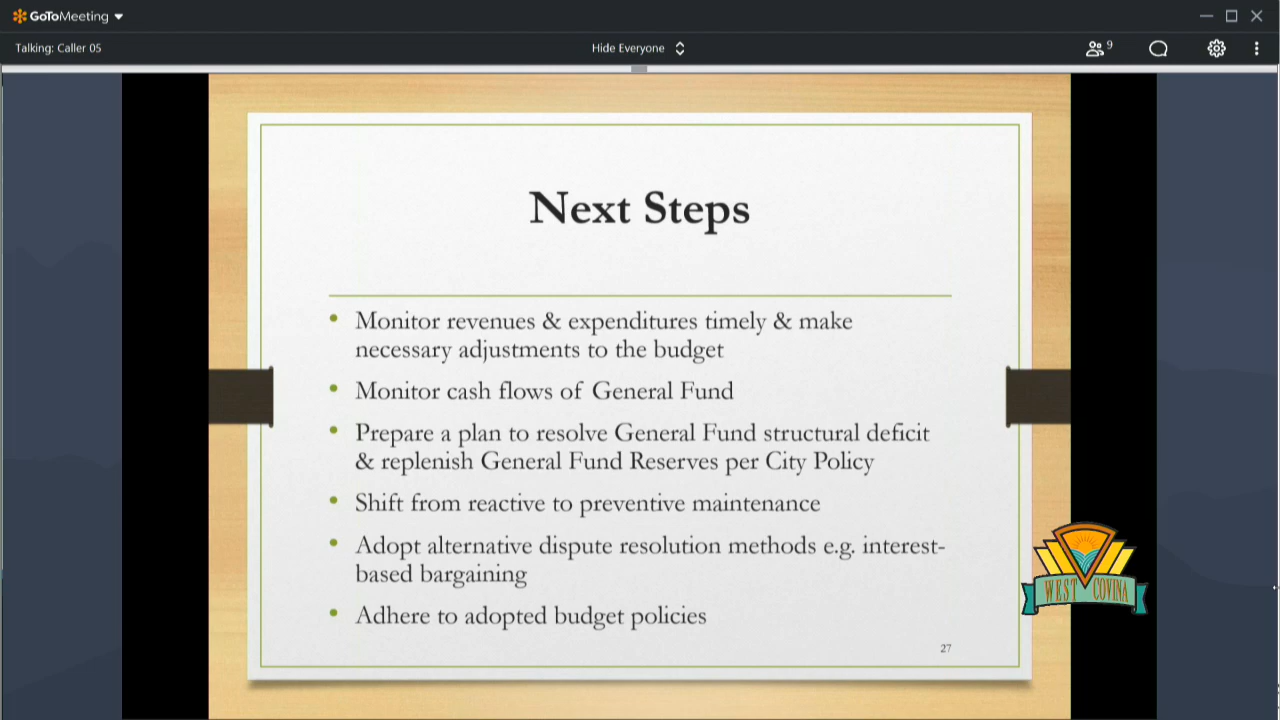 GoToMeeting
Talking: Caller 05
Hide Everyone
9
Next Steps
• Monitor revenues & expenditures timely & make
necessary adjustments to the budget
• Monitor cash flows of General Fund
• Prepare a plan to resolve General Fund structural deficit
& replenish General Fund Reserves per City Policy
• Shift from reactive to preventive maintenance
• Adopt alternative dispute resolution methods e.g. interest-
based bargaining
• Adhere to adopted budget policies
WEST COVINA
27